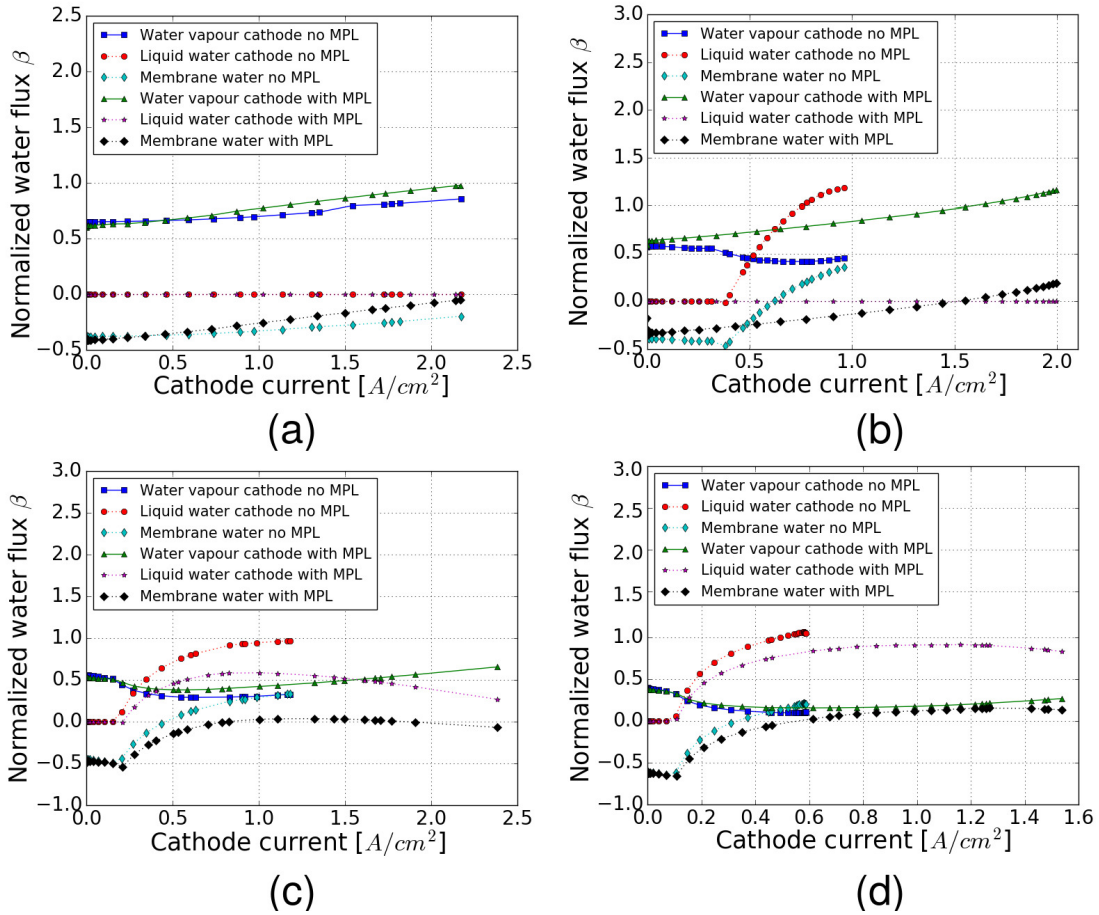 2.5
2.0
1.5
1.0
0.5
0.0
−0.5
Normalized water flux β
Water vapour cathode no MPL
Liquid water cathode no MPL
Membrane water no MPL
Water vapour cathode with MPL
Liquid water cathode with MPL
Membrane water with MPL
0.0 0.5 1.0 1.5 2.0 2.5
Cathode current [A/cm²]
(a)
3.0
2.5
2.0
1.5
1.0
0.5
0.0
−0.5
Normalized water flux β
Water vapour cathode no MPL
Liquid water cathode no MPL
Membrane water no MPL
Water vapour cathode with MPL
Liquid water cathode with MPL
Membrane water with MPL
0.0 0.5 1.0 1.5 2.0
Cathode current [A/cm²]
(b)
3.0
2.5
2.0
1.5
1.0
0.5
0.0
−0.5
−1.0
Normalized water flux β
Water vapour cathode no MPL
Liquid water cathode no MPL
Membrane water no MPL
Water vapour cathode with MPL
Liquid water cathode with MPL
Membrane water with MPL
0.0 0.5 1.0 1.5 2.0 2.5
Cathode current [A/cm²]
(c)
3.0
2.5
2.0
1.5
1.0
0.5
0.0
−0.5
−1.0
Normalized water flux β
Water vapour cathode no MPL
Liquid water cathode no MPL
Membrane water no MPL
Water vapour cathode with MPL
Liquid water cathode with MPL
Membrane water with MPL
0.0 0.2 0.4 0.6 0.8 1.0 1.2 1.4 1.6
Cathode current [A/cm²]
(d)